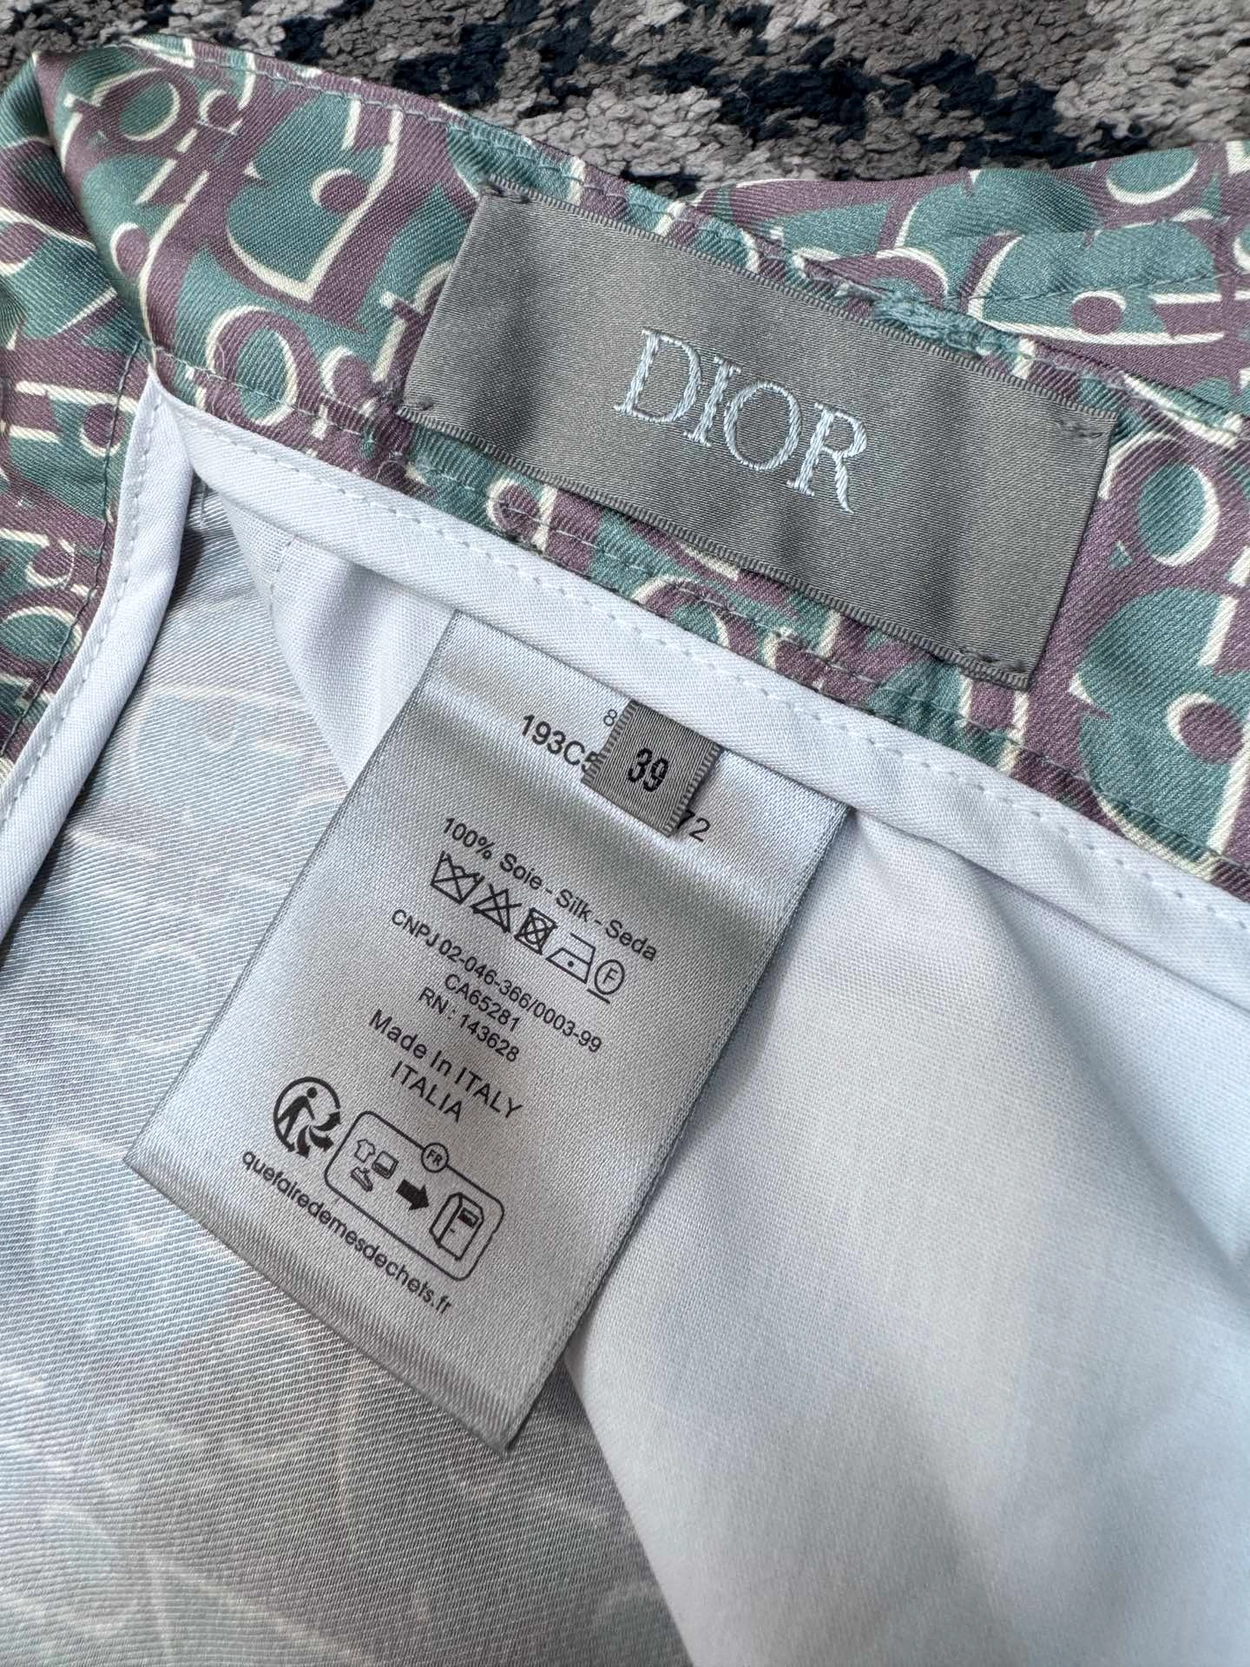 DIOR
8
39
193C5
72
100% Soie - Silk - Seda
F
CNPJ 02-046-366/0003-99
CA65281
RN : 143628
Made In ITALY
ITALIA
FR
quefairedemesdechets.fr